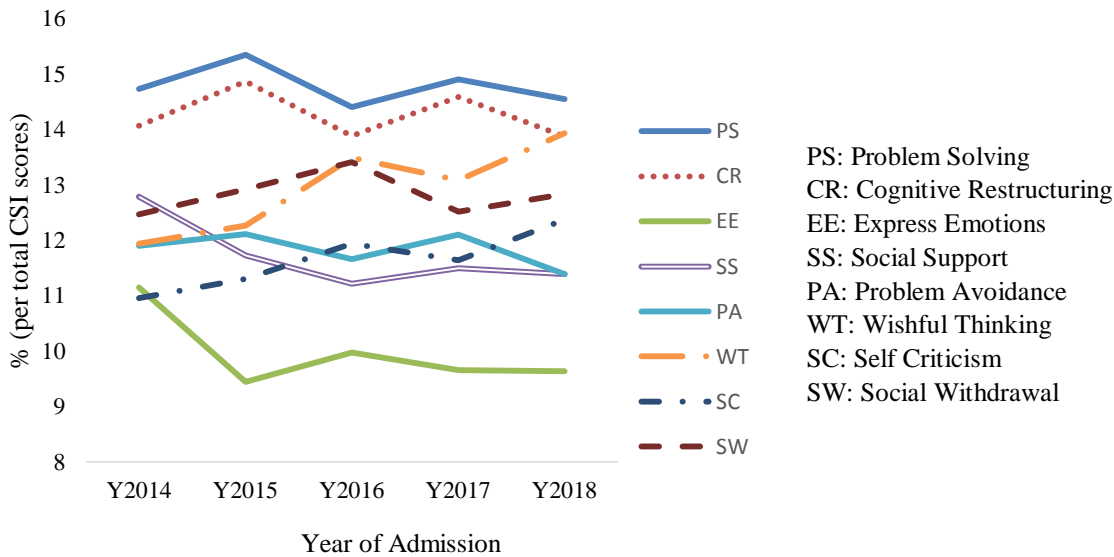 16
15
14
13
12
11
10
9
8
% (per total CSI scores)
Y2014 Y2015 Y2016 Y2017 Y2018
Year of Admission
PS
CR
EE
SS
PA
WT
SC
SW
PS: Problem Solving
CR: Cognitive Restructuring
EE: Express Emotions
SS: Social Support
PA: Problem Avoidance
WT: Wishful Thinking
SC: Self Criticism
SW: Social Withdrawal